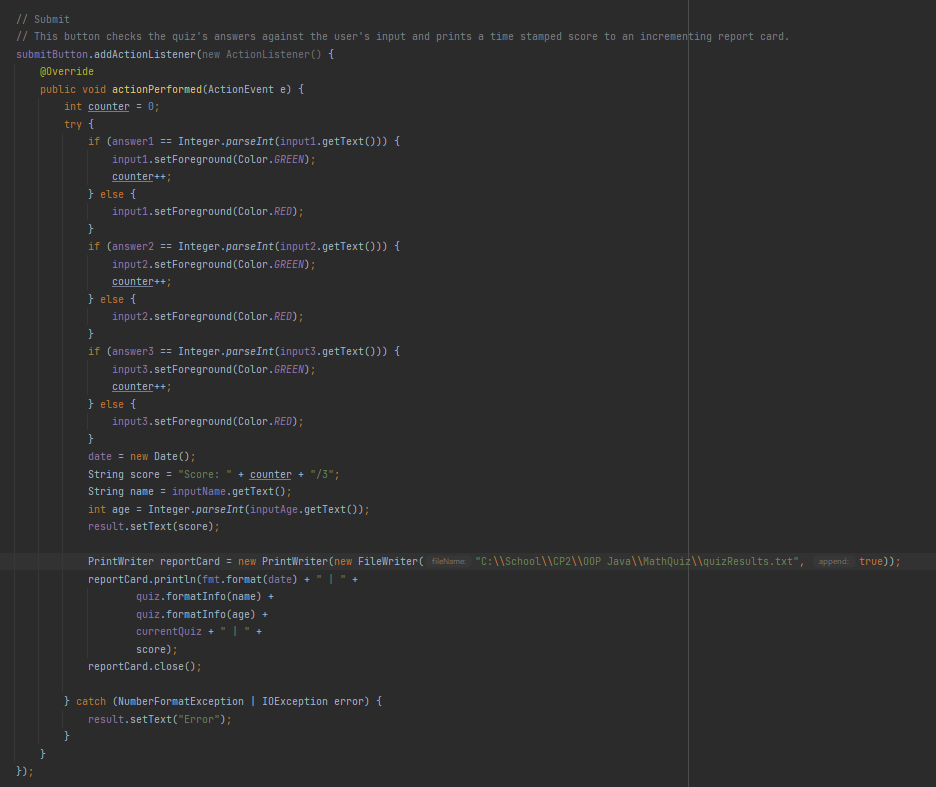 // Submit
// This button checks the quiz's answers against the user's input and prints a time stamped score to an incrementing report card.
submitButton.addActionListener(new ActionListener() {
    @Override
    public void actionPerformed(ActionEvent e) {
        int counter = 0;
        try {
            if (answer1 == Integer.parseInt(input1.getText())) {
                input1.setForeground(Color.GREEN);
                counter++;
            } else {
                input1.setForeground(Color.RED);
            }
            if (answer2 == Integer.parseInt(input2.getText())) {
                input2.setForeground(Color.GREEN);
                counter++;
            } else {
                input2.setForeground(Color.RED);
            }
            if (answer3 == Integer.parseInt(input3.getText())) {
                input3.setForeground(Color.GREEN);
                counter++;
            } else {
                input3.setForeground(Color.RED);
            }
            date = new Date();
            String score = "Score: " + counter + "/3";
            String name = inputName.getText();
            int age = Integer.parseInt(inputAge.getText());
            result.setText(score);

            PrintWriter reportCard = new PrintWriter(new FileWriter( fileName: "C:\\School\\CP2\\OOP Java\\MathQuiz\\quizResults.txt", append: true));
            reportCard.println(fmt.format(date) + " | " +
                    quiz.formatInfo(name) +
                    quiz.formatInfo(age) +
                    currentQuiz + " | " +
                    score);
            reportCard.close();

        } catch (NumberFormatException | IOException error) {
            result.setText("Error");
        }
    }
});